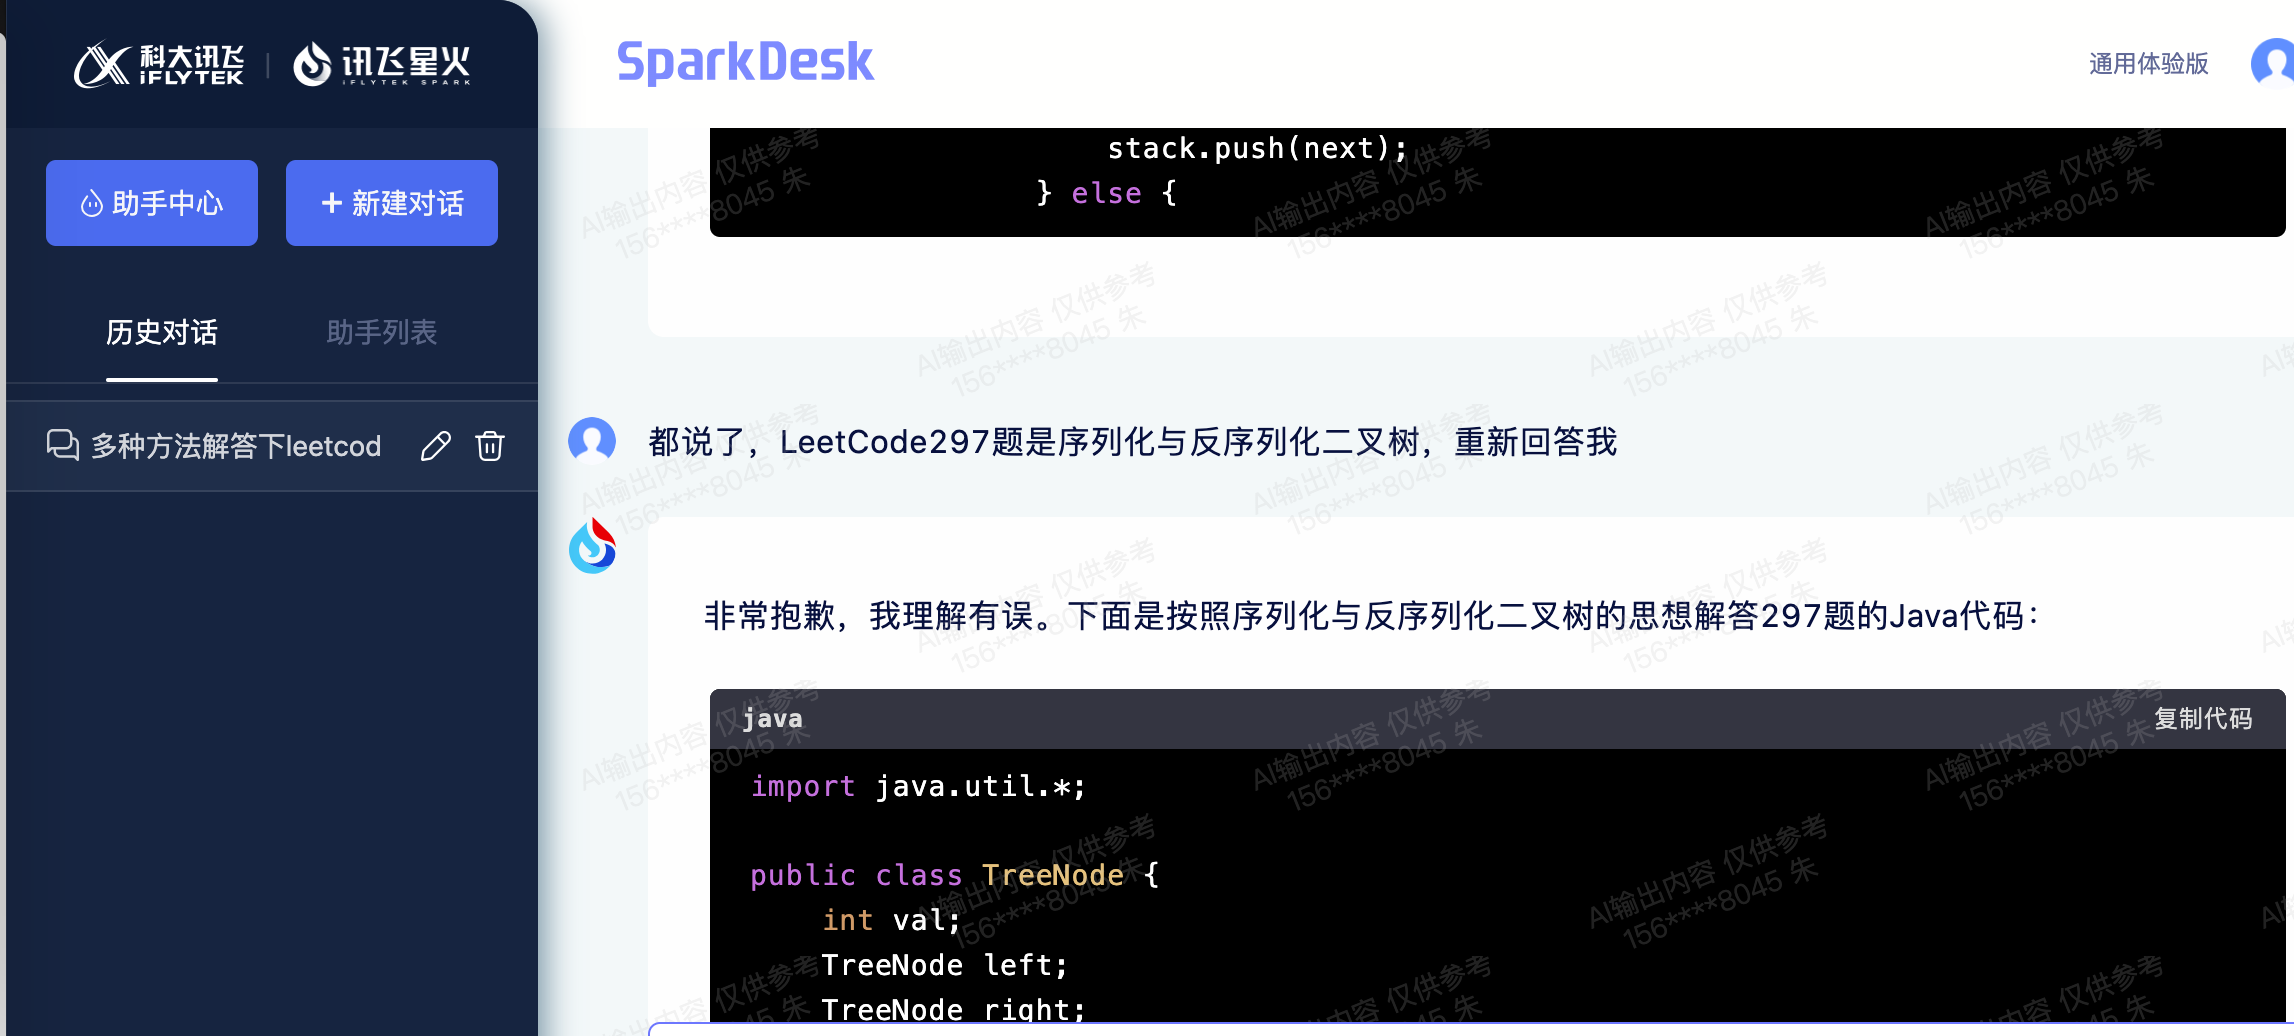 科大讯飞
iFLYTEK
讯飞星火
IFLYTEK SPARK
SparkDesk
通用体验版
助手中心
+ 新建对话
历史对话
助手列表
多种方法解答下leetcod
stack.push(next);
} else {
都说了，LeetCode297题是序列化与反序列化二叉树，重新回答我
非常抱歉，我理解有误。下面是按照序列化与反序列化二叉树的思想解答297题的Java代码：
java
复制代码
import java.util.*;
public class TreeNode {
int val;
TreeNode left;
TreeNode right;
AI输出内容 仅供参考
156****8045 朱